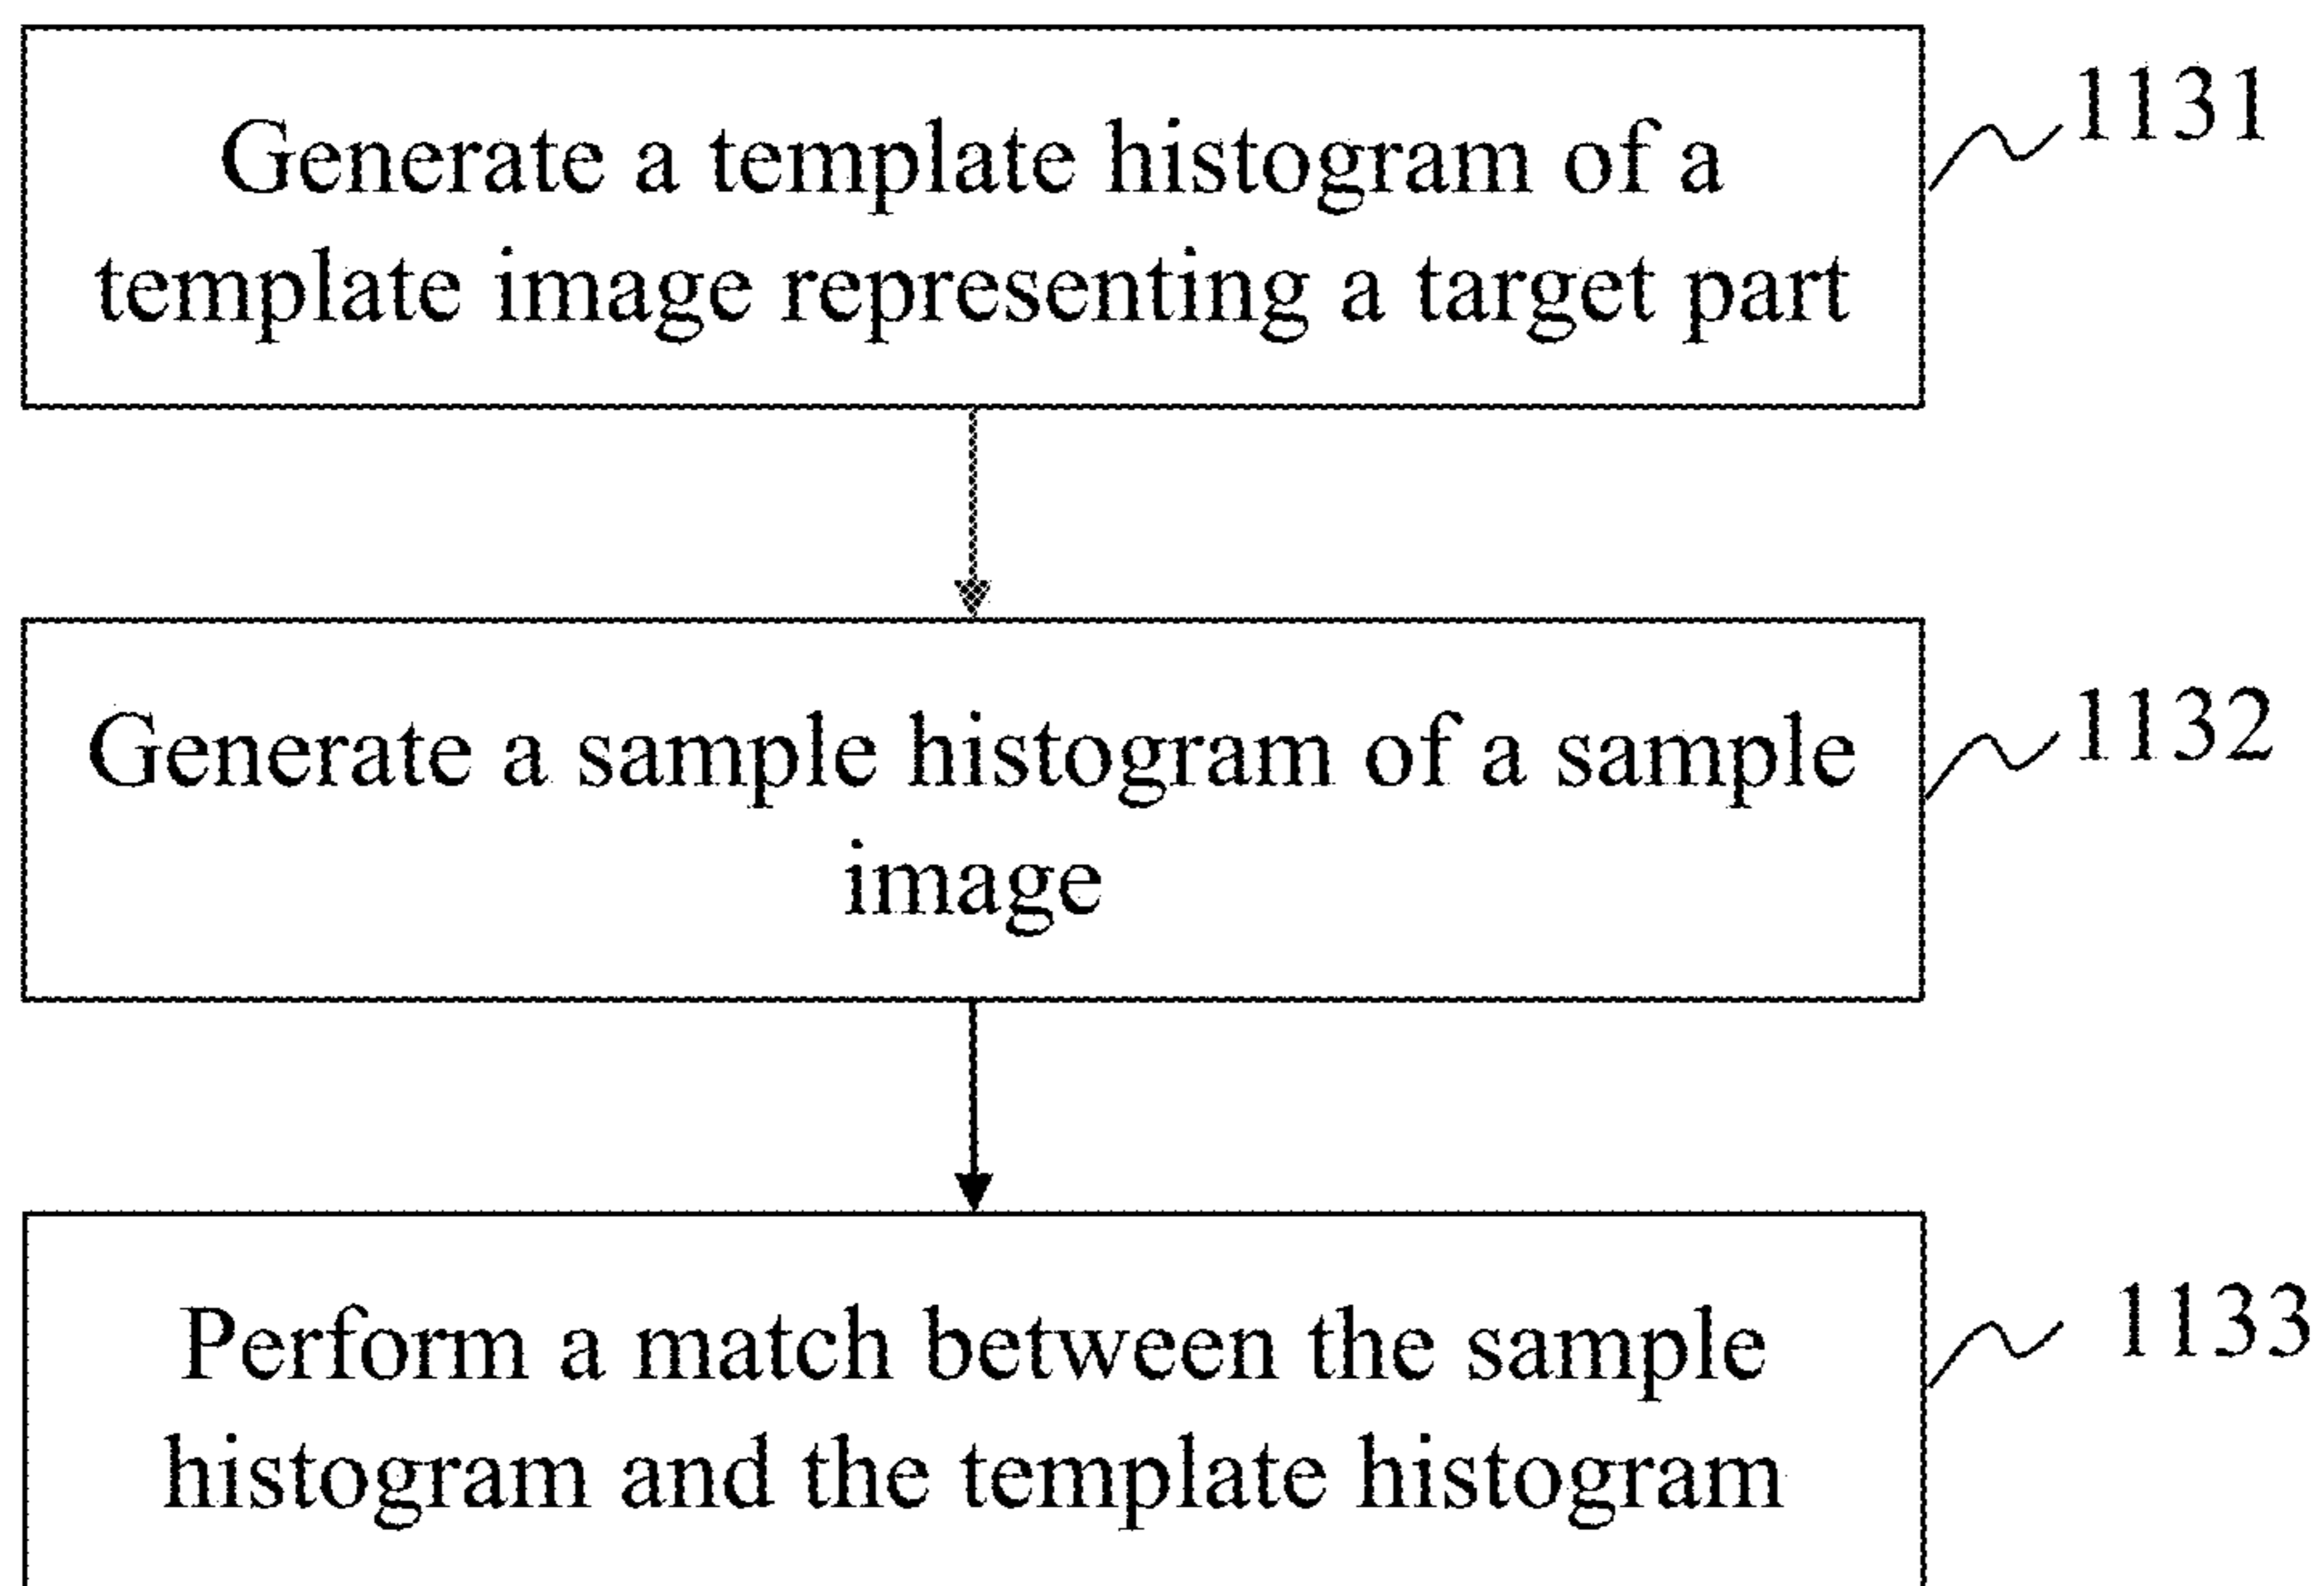 Generate a template histogram of a
template image representing a target part
1131
Generate a sample histogram of a sample
image
1132
Perform a match between the sample
histogram and the template histogram
1133